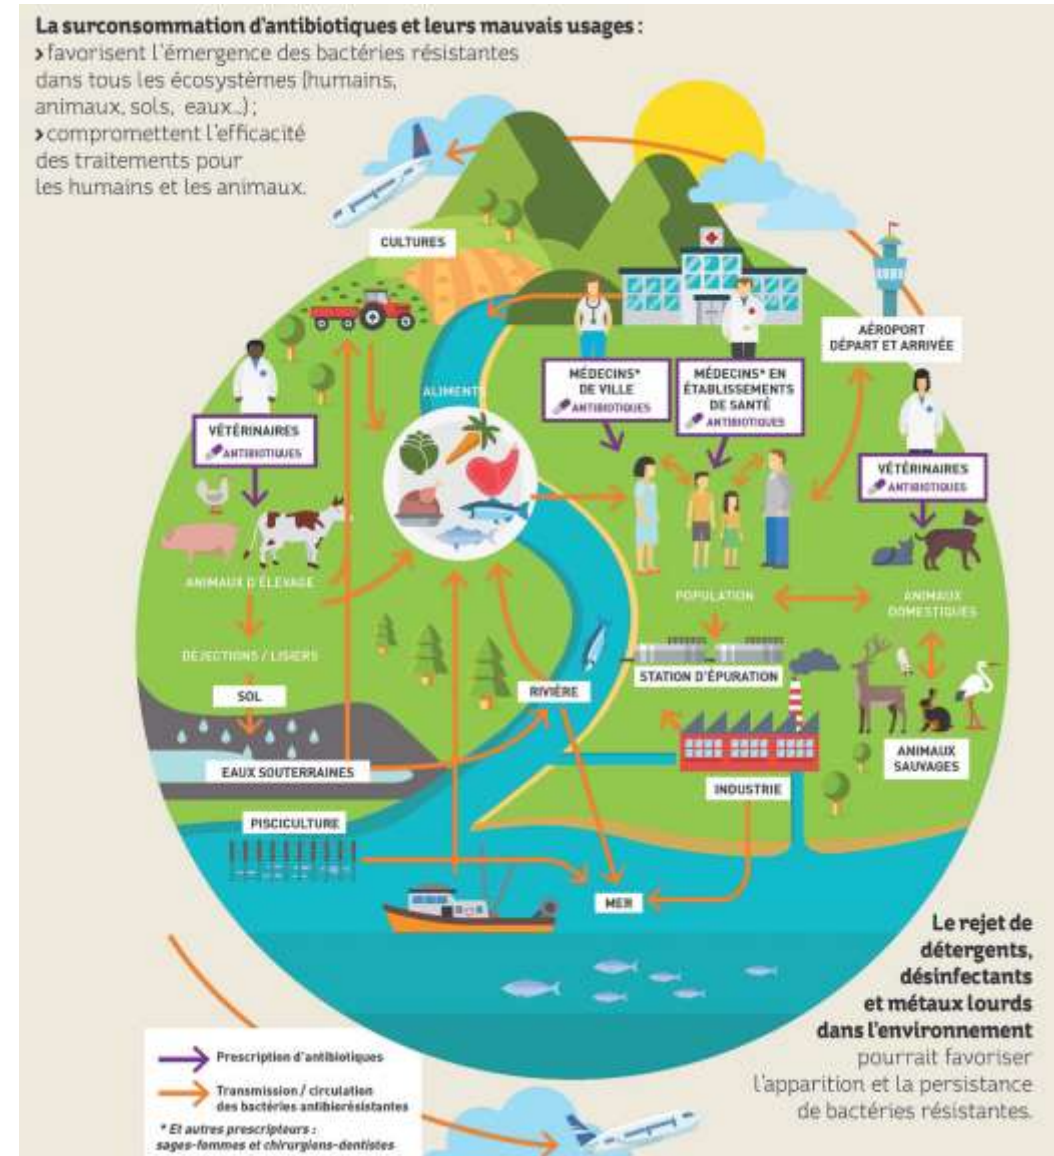 La surconsommation d'antibiotiques et leurs mauvais usages :
› favorisent l'émergence des bactéries résistantes
dans tous les écosystèmes (humains,
animaux, sols, eaux...) ;
› compromettent l'efficacité
des traitements pour
les humains et les animaux.
CULTURES
AÉROPORT
DÉPART ET ARRIVÉE
MÉDECINS*
DE VILLE
ANTIBIOTIQUES
MÉDECINS* EN
ÉTABLISSEMENTS
DE SANTÉ
ANTIBIOTIQUES
ALIMENTS
VÉTÉRINAIRES
ANTIBIOTIQUES
VÉTÉRINAIRES
ANTIBIOTIQUES
ANIMAUX D'ÉLEVAGE
POPULATION
ANIMAUX
DOMESTIQUES
DÉJECTIONS / LISIERS
STATION D'ÉPURATION
SOL
RIVIÈRE
ANIMAUX
SAUVAGES
EAUX SOUTERRAINES
INDUSTRIE
PISCICULTURE
MER
Le rejet de
détergents,
désinfectants
et métaux lourds
dans l'environnement
pourrait favoriser
l'apparition et la persistance
de bactéries résistantes.
Prescription d'antibiotiques
Transmission / circulation
des bactéries antibiorésistantes
* Et autres prescripteurs :
sages-femmes et chirurgiens-dentistes